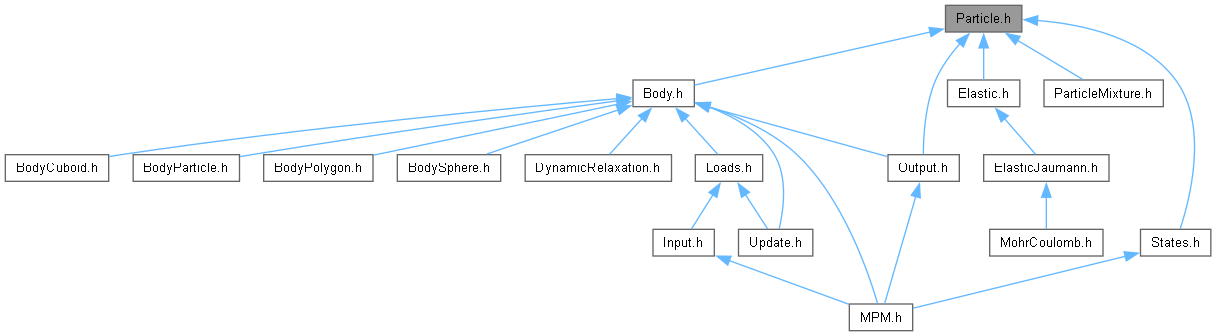 Particle.h
Body.h
Elastic.h
ParticleMixture.h
BodyCuboid.h
BodyParticle.h
BodyPolygon.h
BodySphere.h
DynamicRelaxation.h
Loads.h
Output.h
ElasticJaumann.h
Input.h
Update.h
MohrCoulomb.h
States.h
MPM.h